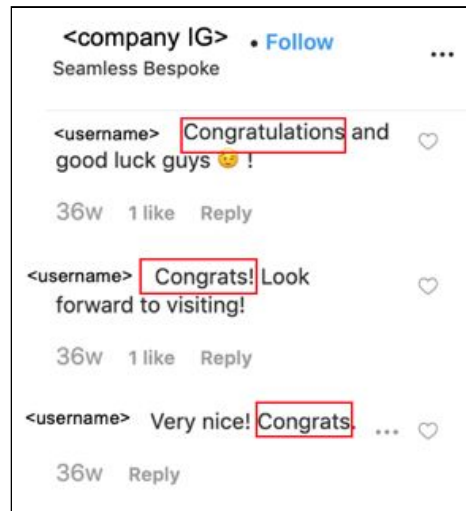 <company IG> • Follow
...
Seamless Bespoke
<username> Congratulations and
good luck guys 😉 !
36w 1 like Reply
<username> Congrats! Look
forward to visiting!
36w 1 like Reply
<username> Very nice! Congrats. ...
36w Reply